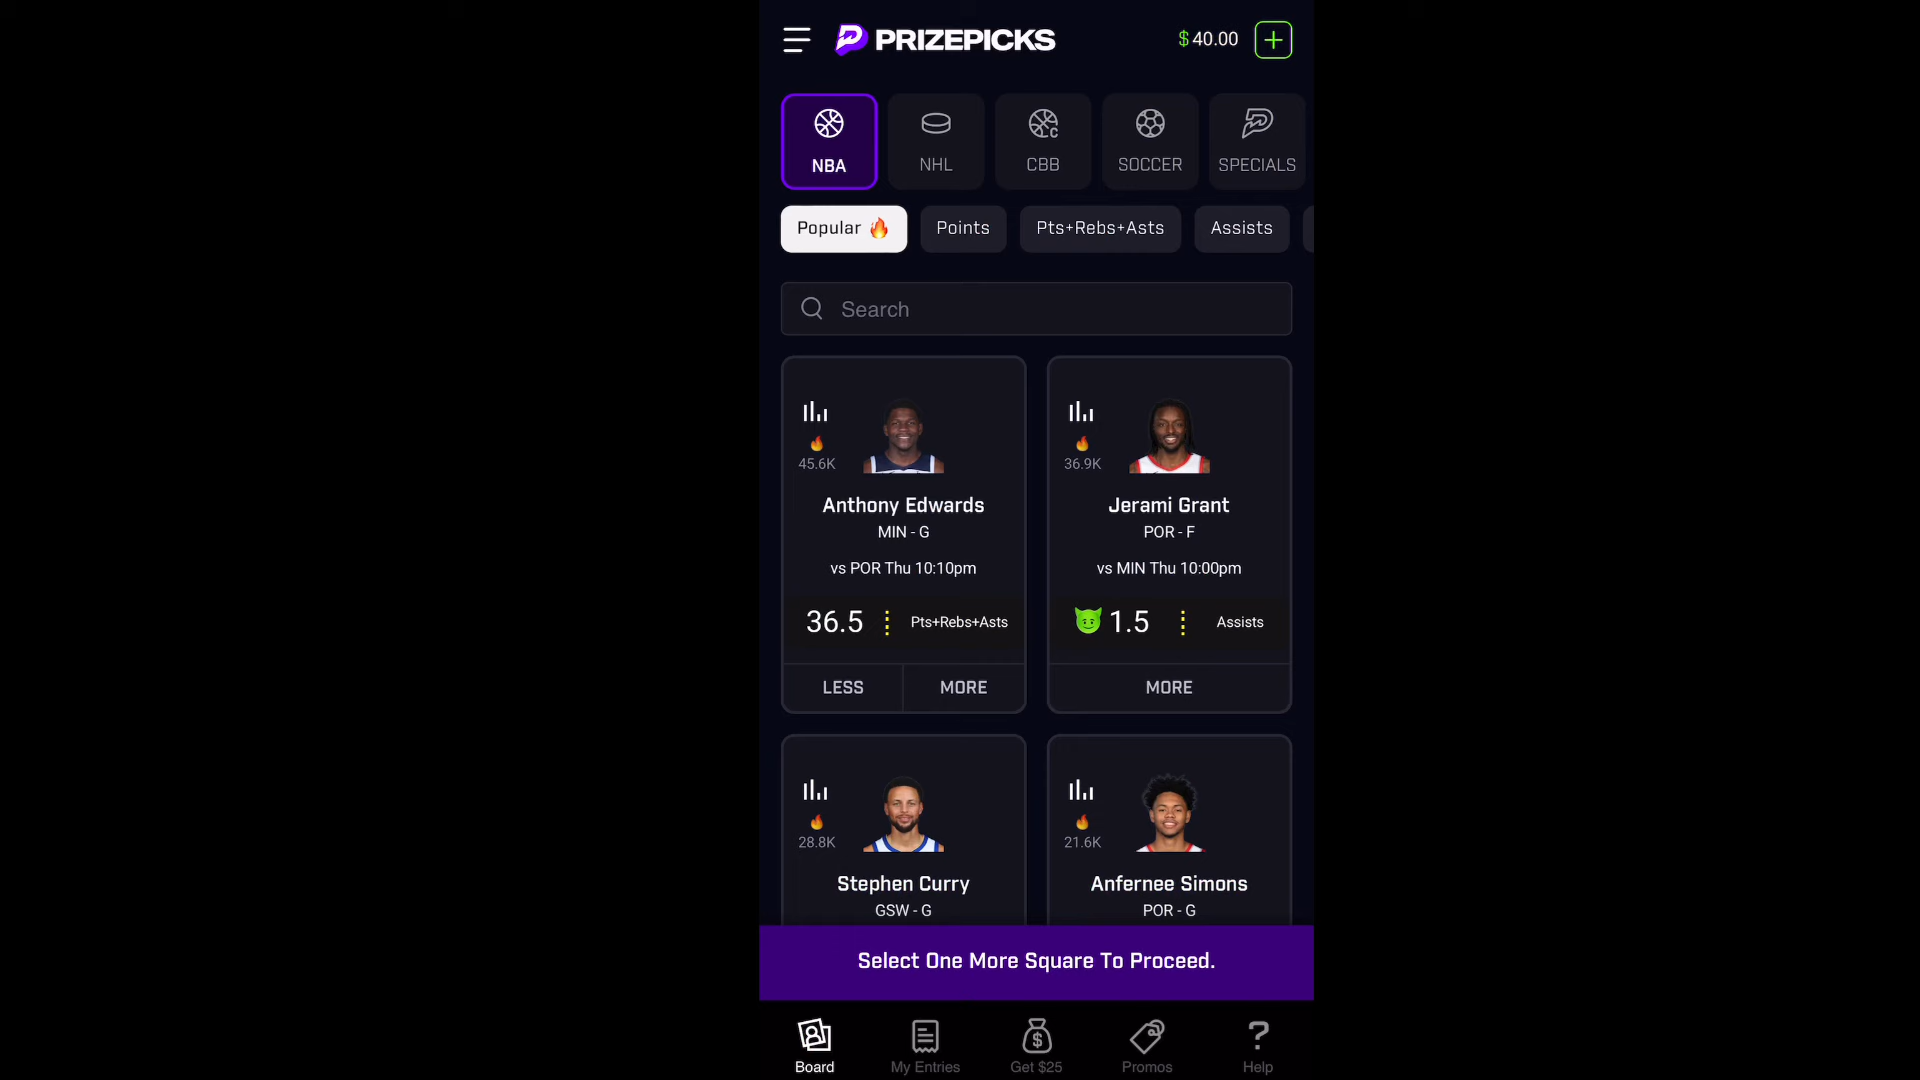 PRIZEPICKS
$ 40.00
NBA
NHL
CBB
SOCCER
SPECIALS
Popular 🔥
Points
Pts+Rebs+Asts
Assists
Search
45.6K
Anthony Edwards
MIN - G
vs POR Thu 10:10pm
36.5
Pts+Rebs+Asts
LESS
MORE
36.9K
Jerami Grant
POR - F
vs MIN Thu 10:00pm
1.5
Assists
MORE
28.8K
Stephen Curry
GSW - G
21.6K
Anfernee Simons
POR - G
Select One More Square To Proceed.
Board
My Entries
Get $25
Promos
Help